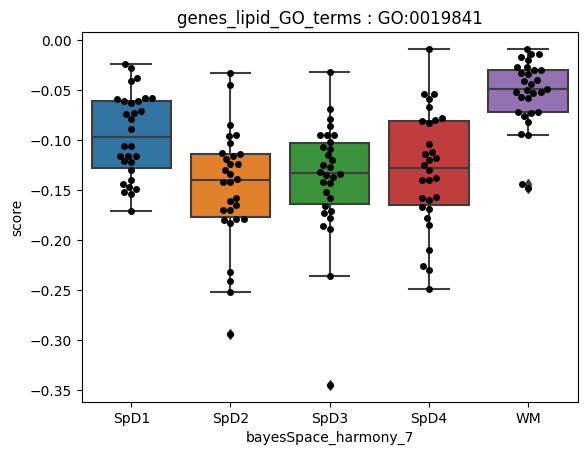 genes_lipid_GO_terms : GO:0019841
0.00
−0.05
−0.10
−0.15
−0.20
−0.25
−0.30
−0.35
score
SpD1 SpD2 SpD3 SpD4 WM
bayesSpace_harmony_7